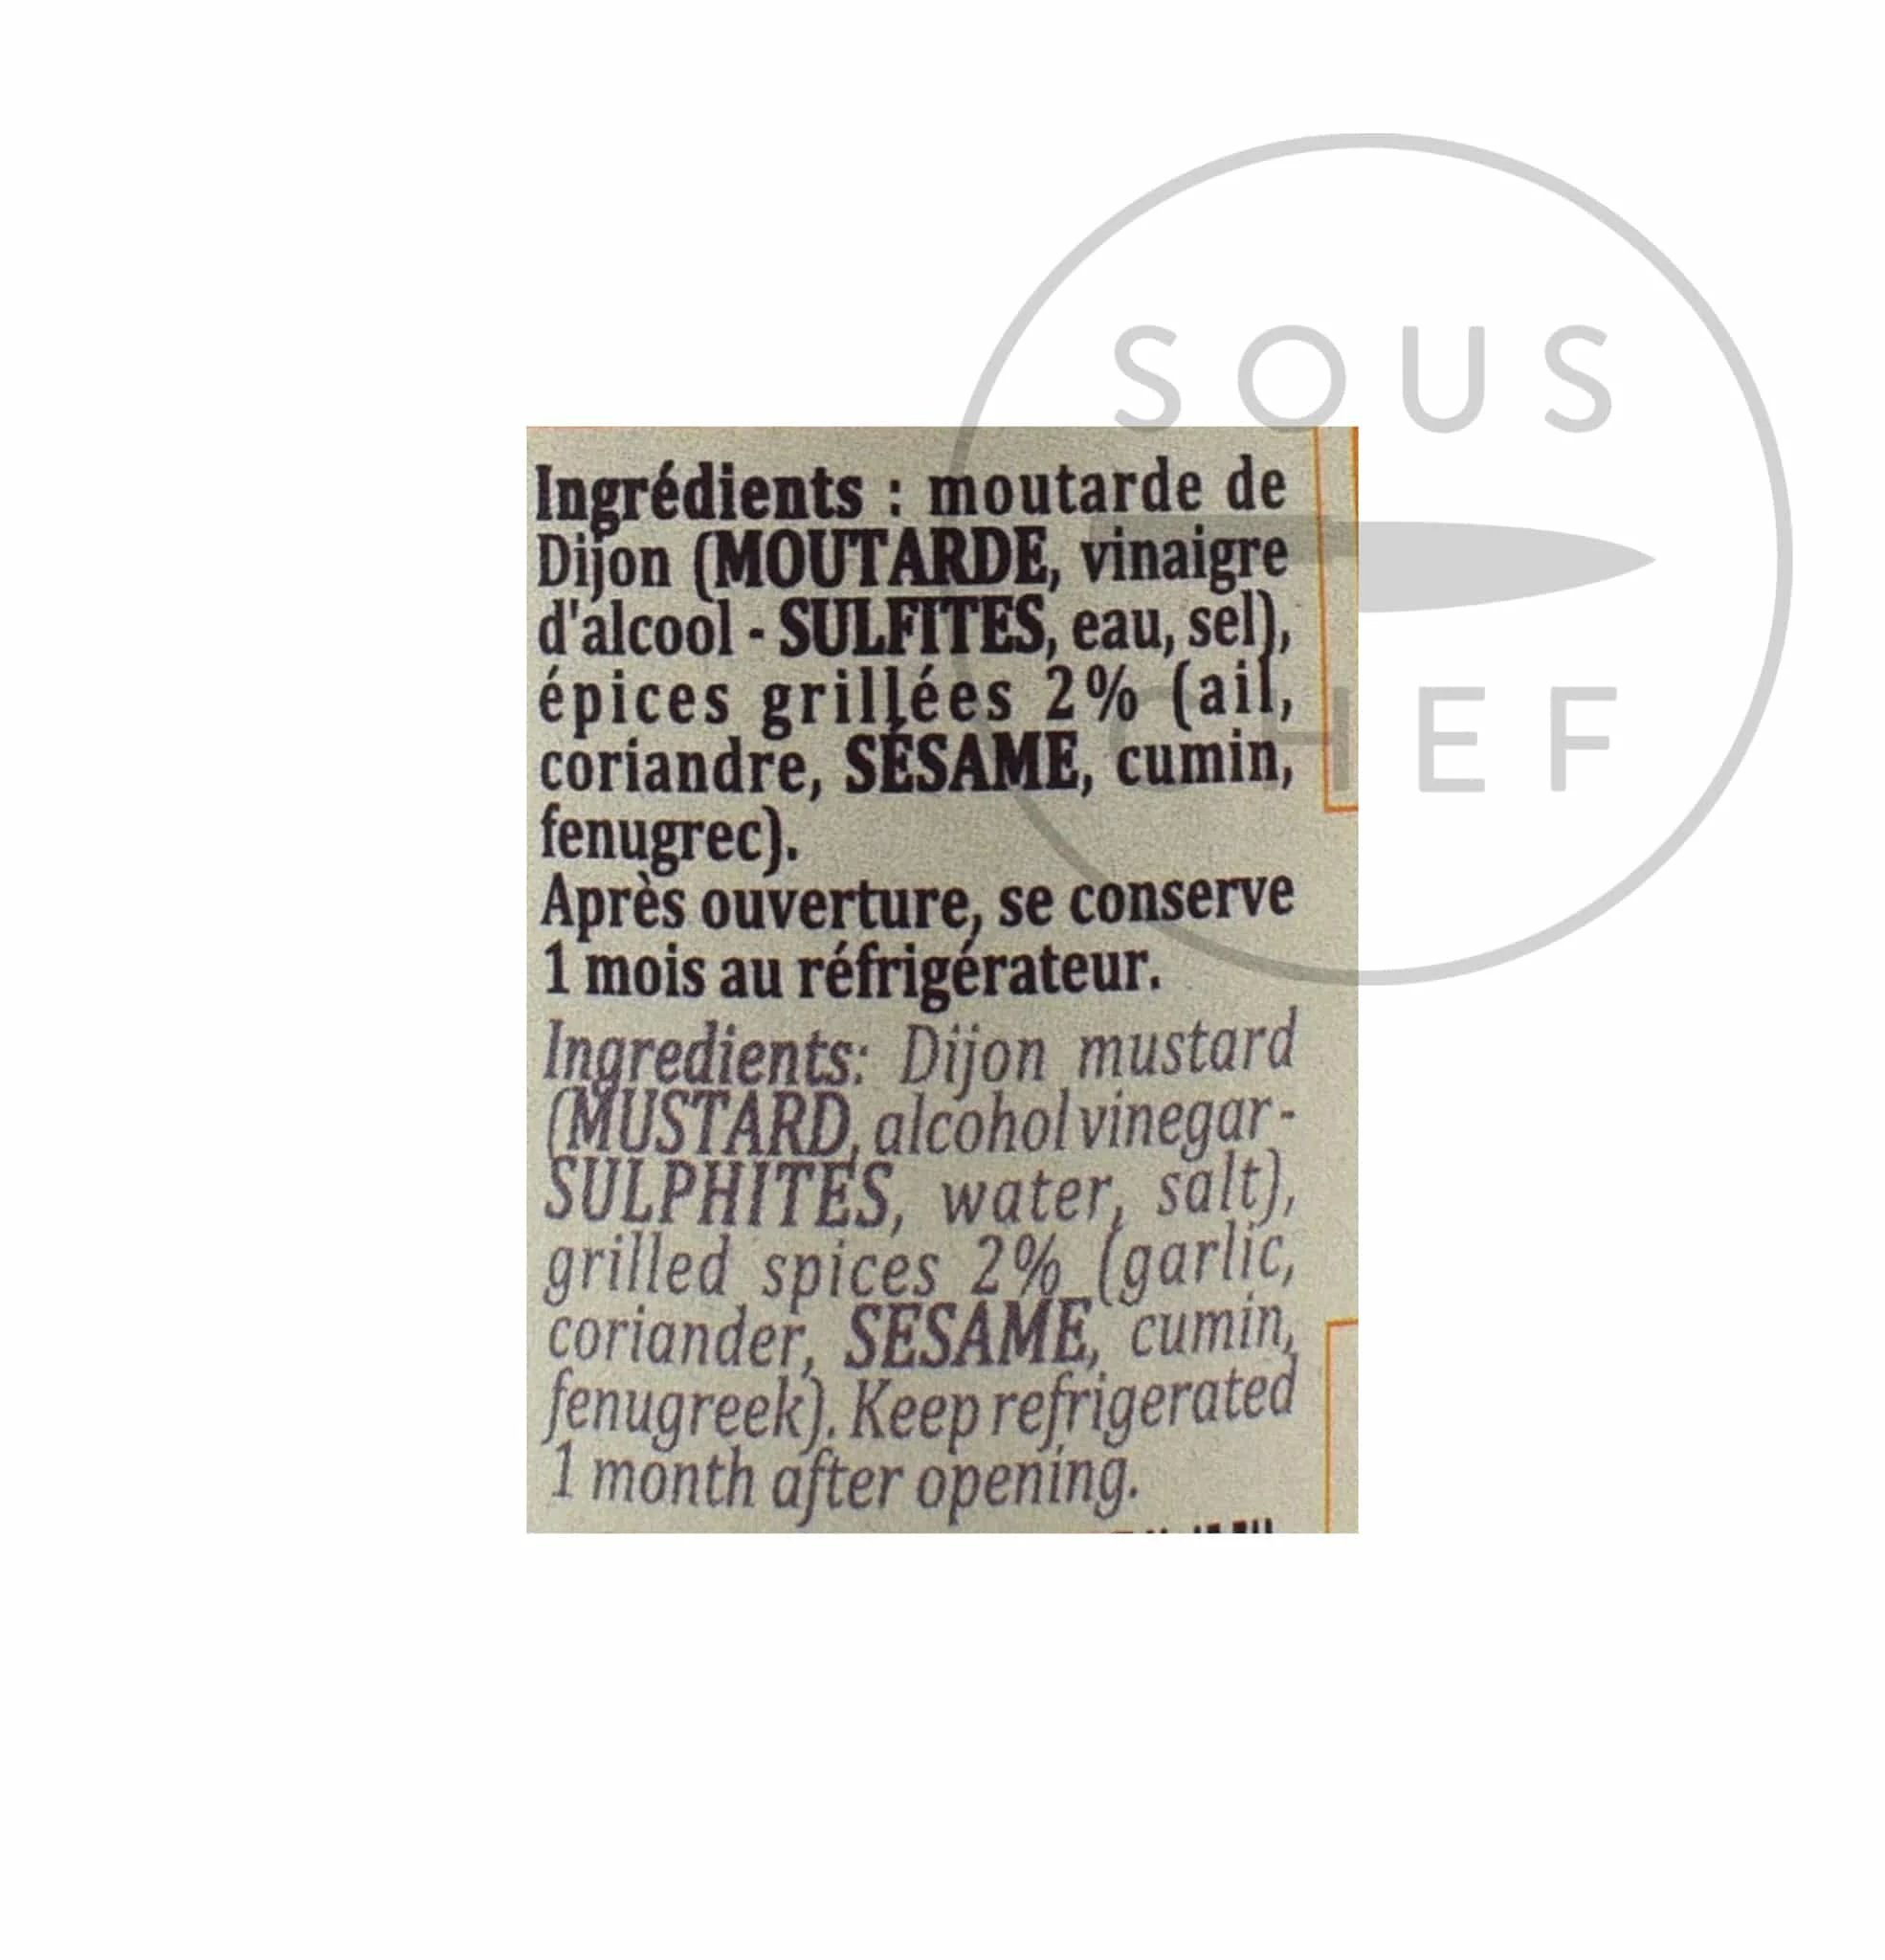 SOUS
CHEF
Ingrédients : moutarde de
Dijon (MOUTARDE, vinaigre
d'alcool - SULFITES, eau, sel),
épices grillées 2% (ail,
coriandre, SÉSAME, cumin,
fenugrec).
Après ouverture, se conserve
1 mois au réfrigérateur.
Ingredients: Dijon mustard
(MUSTARD, alcohol vinegar -
SULPHITES, water, salt),
grilled spices 2% (garlic,
coriander, SESAME, cumin,
fenugreek). Keep refrigerated
1 month after opening.